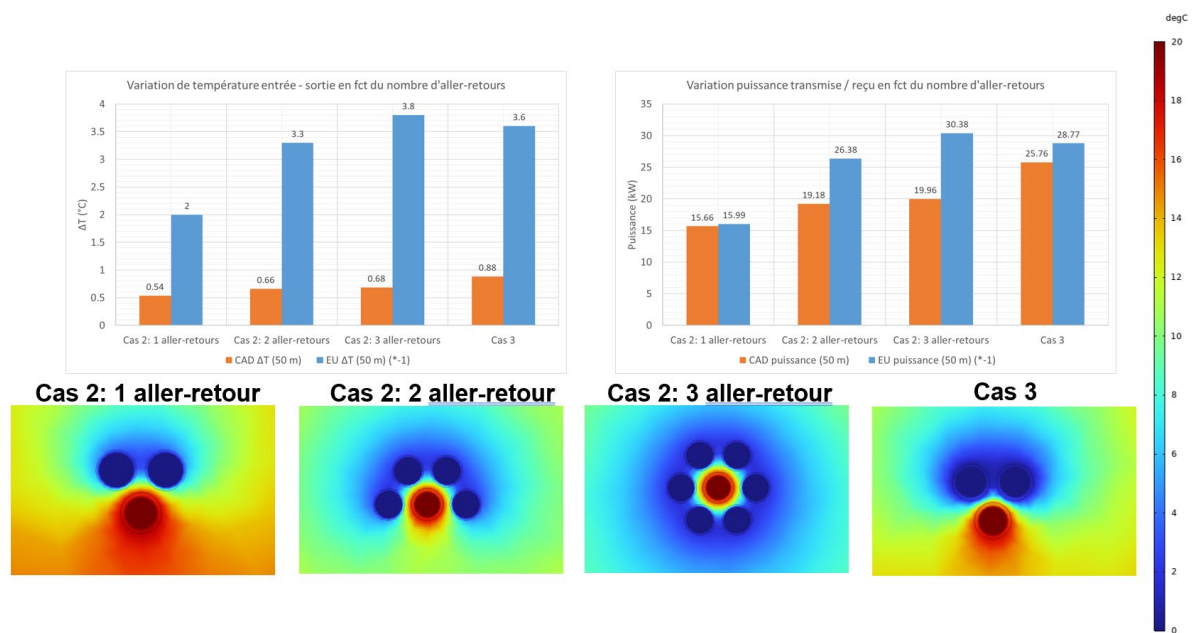 degC
20
18
16
14
12
10
8
6
4
2
0
Variation de température entrée - sortie en fct du nombre d'aller-retours
4
3.5
3
2.5
2
1.5
1
0.5
0
ΔT (°C)
0.54
2
0.66
3.3
0.68
3.8
0.88
3.6
Cas 2: 1 aller-retours
Cas 2: 2 aller-retours
Cas 2: 3 aller-retours
Cas 3
CAD ΔT (50 m)
EU ΔT (50 m) (*-1)
Variation puissance transmise / reçu en fct du nombre d'aller-retours
35
30
25
20
15
10
5
0
Puissance (kW)
15.66
15.99
19.18
26.38
19.96
30.38
25.76
28.77
Cas 2: 1 aller-retours
Cas 2: 2 aller-retours
Cas 2: 3 aller-retours
Cas 3
CAD puissance (50 m)
EU puissance (50 m) (*-1)
Cas 2: 1 aller-retour
Cas 2: 2 aller-retour
Cas 2: 3 aller-retour
Cas 3